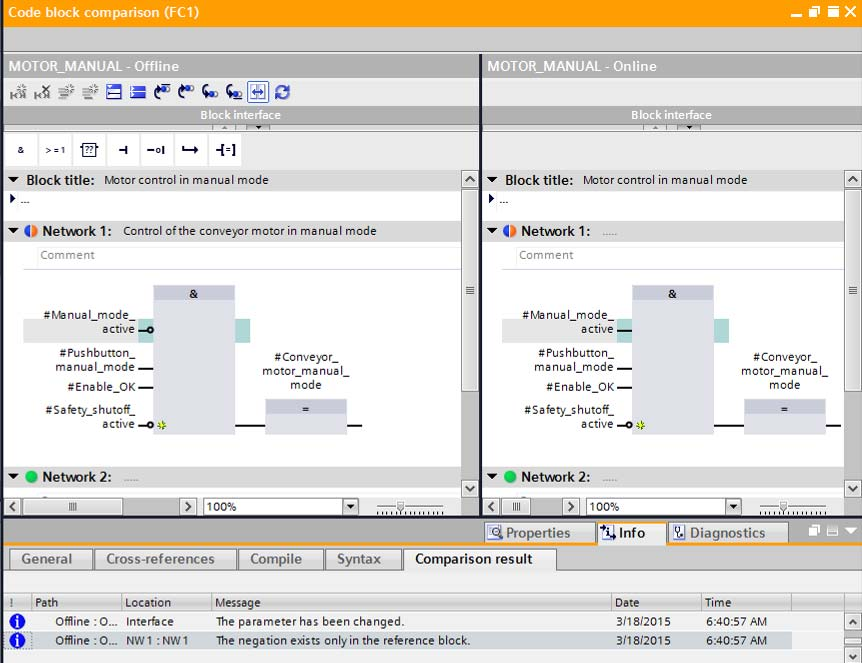 Code block comparison (FC1)
MOTOR_MANUAL - Offline
MOTOR_MANUAL - Online
Block interface
Block interface
& >=1 ??
Block title: Motor control in manual mode
...
Block title: Motor control in manual mode
...
Network 1: Control of the conveyor motor in manual mode
Comment
Network 1: .....
Comment
&
#Manual_mode_
active
#Pushbutton_
manual_mode
#Enable_OK
#Safety_shutoff_
active
#Conveyor_
motor_manual_
mode
=
&
#Manual_mode_
active
#Pushbutton_
manual_mode
#Enable_OK
#Safety_shutoff_
active
#Conveyor_
motor_manual_
mode
=
Network 2: .....
Network 2: .....
100%
100%
Properties Info Diagnostics
General Cross-references Compile Syntax Comparison result
! Path Location Message Date Time
Offline : O... Interface The parameter has been changed. 3/18/2015 6:40:57 AM
Offline : O... NW1 : NW1 The negation exists only in the reference block. 3/18/2015 6:40:57 AM